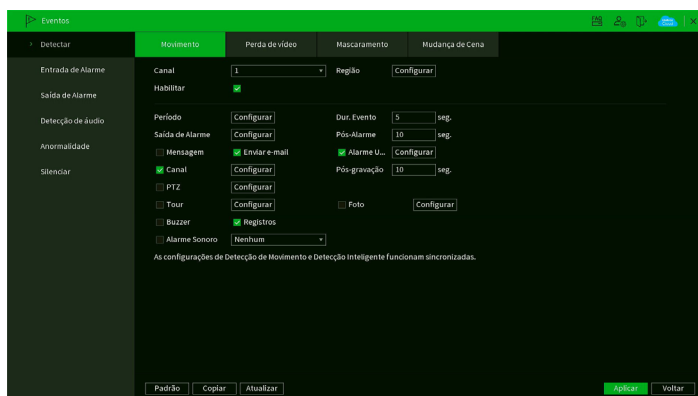 Eventos
FAQ
Detectar
Entrada de Alarme
Saída de Alarme
Detecção de áudio
Anormalidade
Silenciar
Movimento Perda de vídeo Mascaramento Mudança de Cena
Canal 1 Região Configurar
Habilitar
Período Configurar Dur. Evento 5 seg.
Saída de Alarme Configurar Pós-Alarme 10 seg.
Mensagem Enviar e-mail Alarme U... Configurar
Canal Configurar Pós-gravação 10 seg.
PTZ Configurar
Tour Configurar Foto Configurar
Buzzer Registros
Alarme Sonoro Nenhum
As configurações de Detecção de Movimento e Detecção Inteligente funcionam sincronizadas.
Padrão Copiar Atualizar Aplicar Voltar